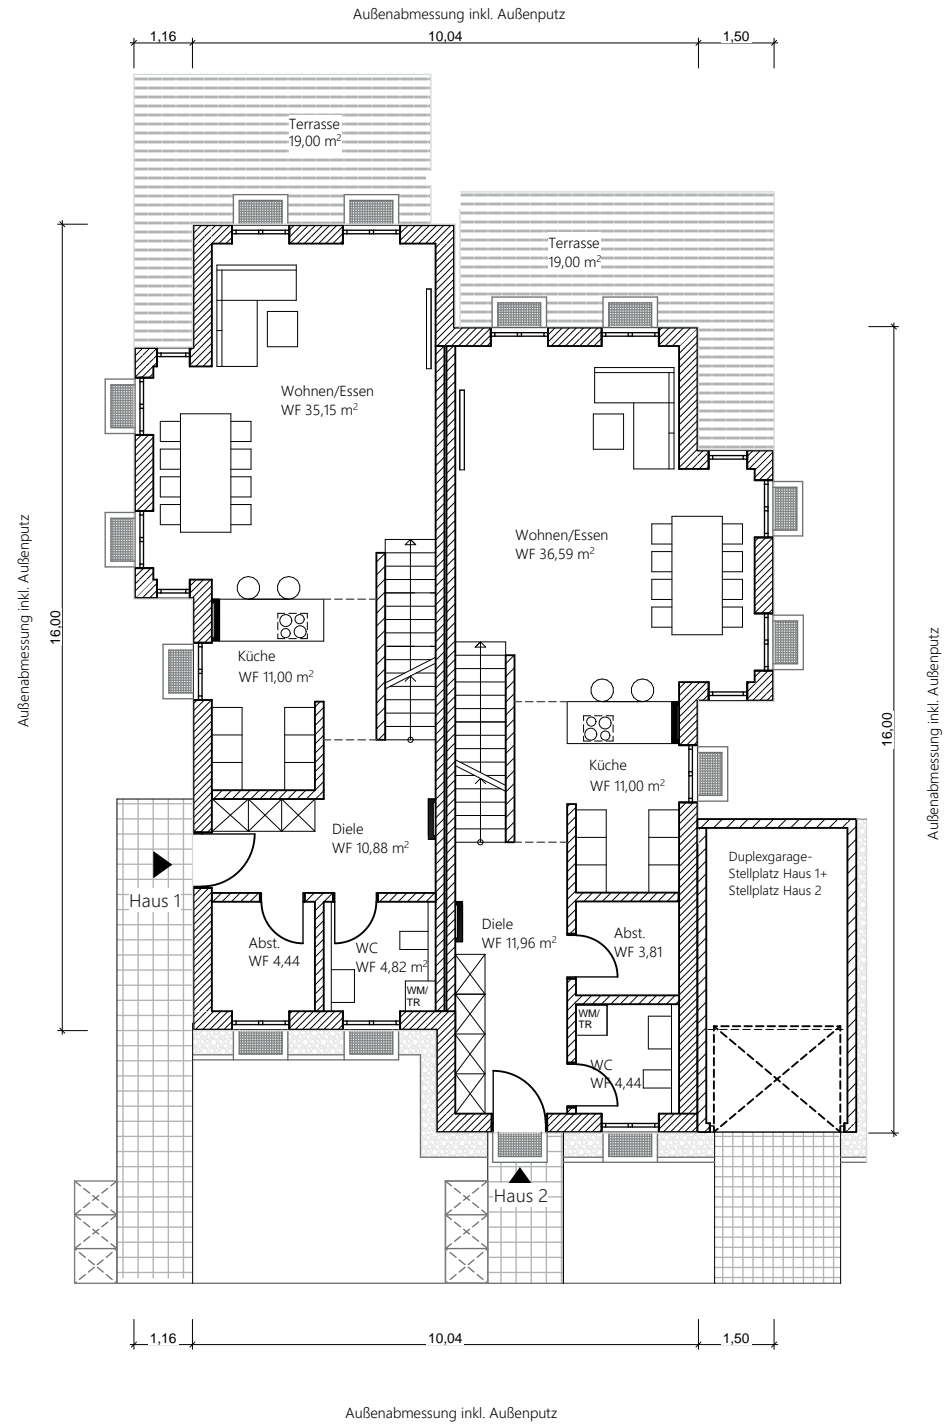 Außenabmessung inkl. Außenputz
1,16
10,04
1,50
Terrasse
19,00 m²
Terrasse
19,00 m²
Wohnen/Essen
WF 35,15 m²
Wohnen/Essen
WF 36,59 m²
Außenabmessung inkl. Außenputz
16,00
Küche
WF 11,00 m²
Außenabmessung inkl. Außenputz
16,00
Küche
WF 11,00 m²
Diele
WF 10,88 m²
Duplexgarage-
Stellplatz Haus 1+
Stellplatz Haus 2
Haus 1
Abst.
WF 4,44
WC
WF 4,82 m²
WM/
TR
Diele
WF 11,96 m²
Abst.
WF 3,81
WM/
TR
WC
WF 4,44
Haus 2
1,16
10,04
1,50
Außenabmessung inkl. Außenputz